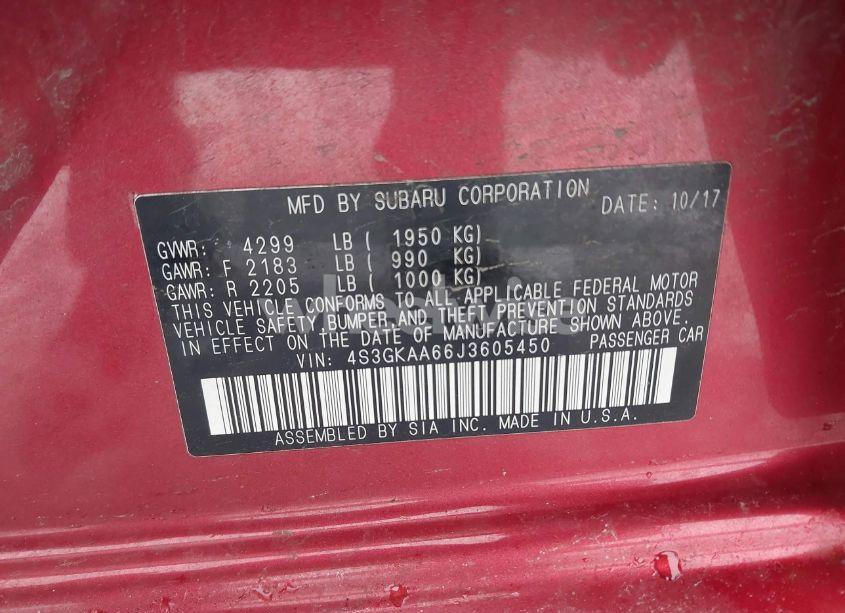 MFD BY SUBARU CORPORATION DATE: 10/17
GVWR: 4299 LB ( 1950 KG)
GAWR: F 2183 LB ( 990 KG)
GAWR: R 2205 LB ( 1000 KG)
THIS VEHICLE CONFORMS TO ALL APPLICABLE FEDERAL MOTOR
VEHICLE SAFETY,BUMPER,AND THEFT PREVENTION STANDARDS
IN EFFECT ON THE DATE OF MANUFACTURE SHOWN ABOVE.
VIN: 4S3GKAA66J3605450 PASSENGER CAR
ASSEMBLED BY SIA INC. MADE IN U.S.A.